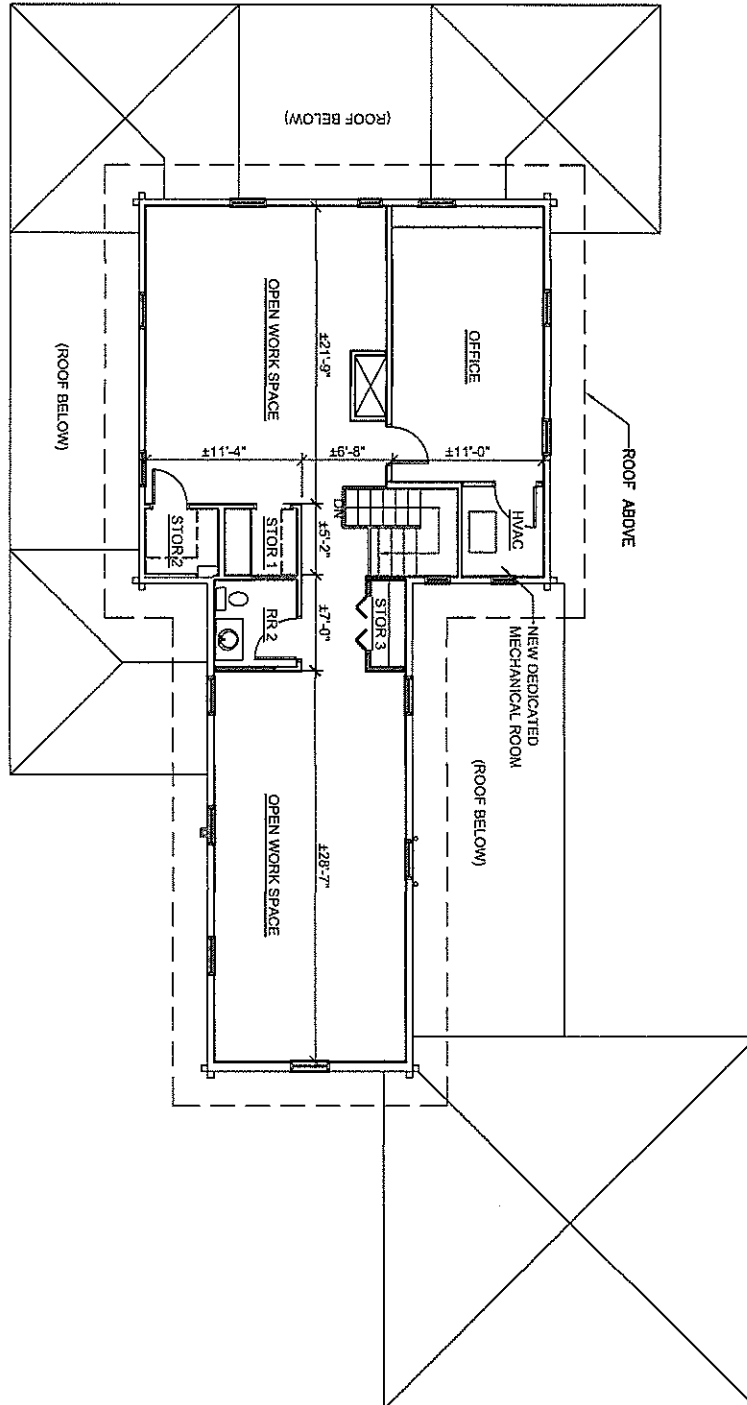 (ROOF BELOW)
ROOF ABOVE
OFFICE
OPEN WORK SPACE
±21'-9"
(ROOF BELOW)
±11'-4"
±6'-8"
±11'-0"
HVAC
DN
STOR 1
STOR 2
±5'-2"
NEW DEDICATED
MECHANICAL ROOM
STOR 3
RR 2
±7'-0"
(ROOF BELOW)
OPEN WORK SPACE
±28'-7"